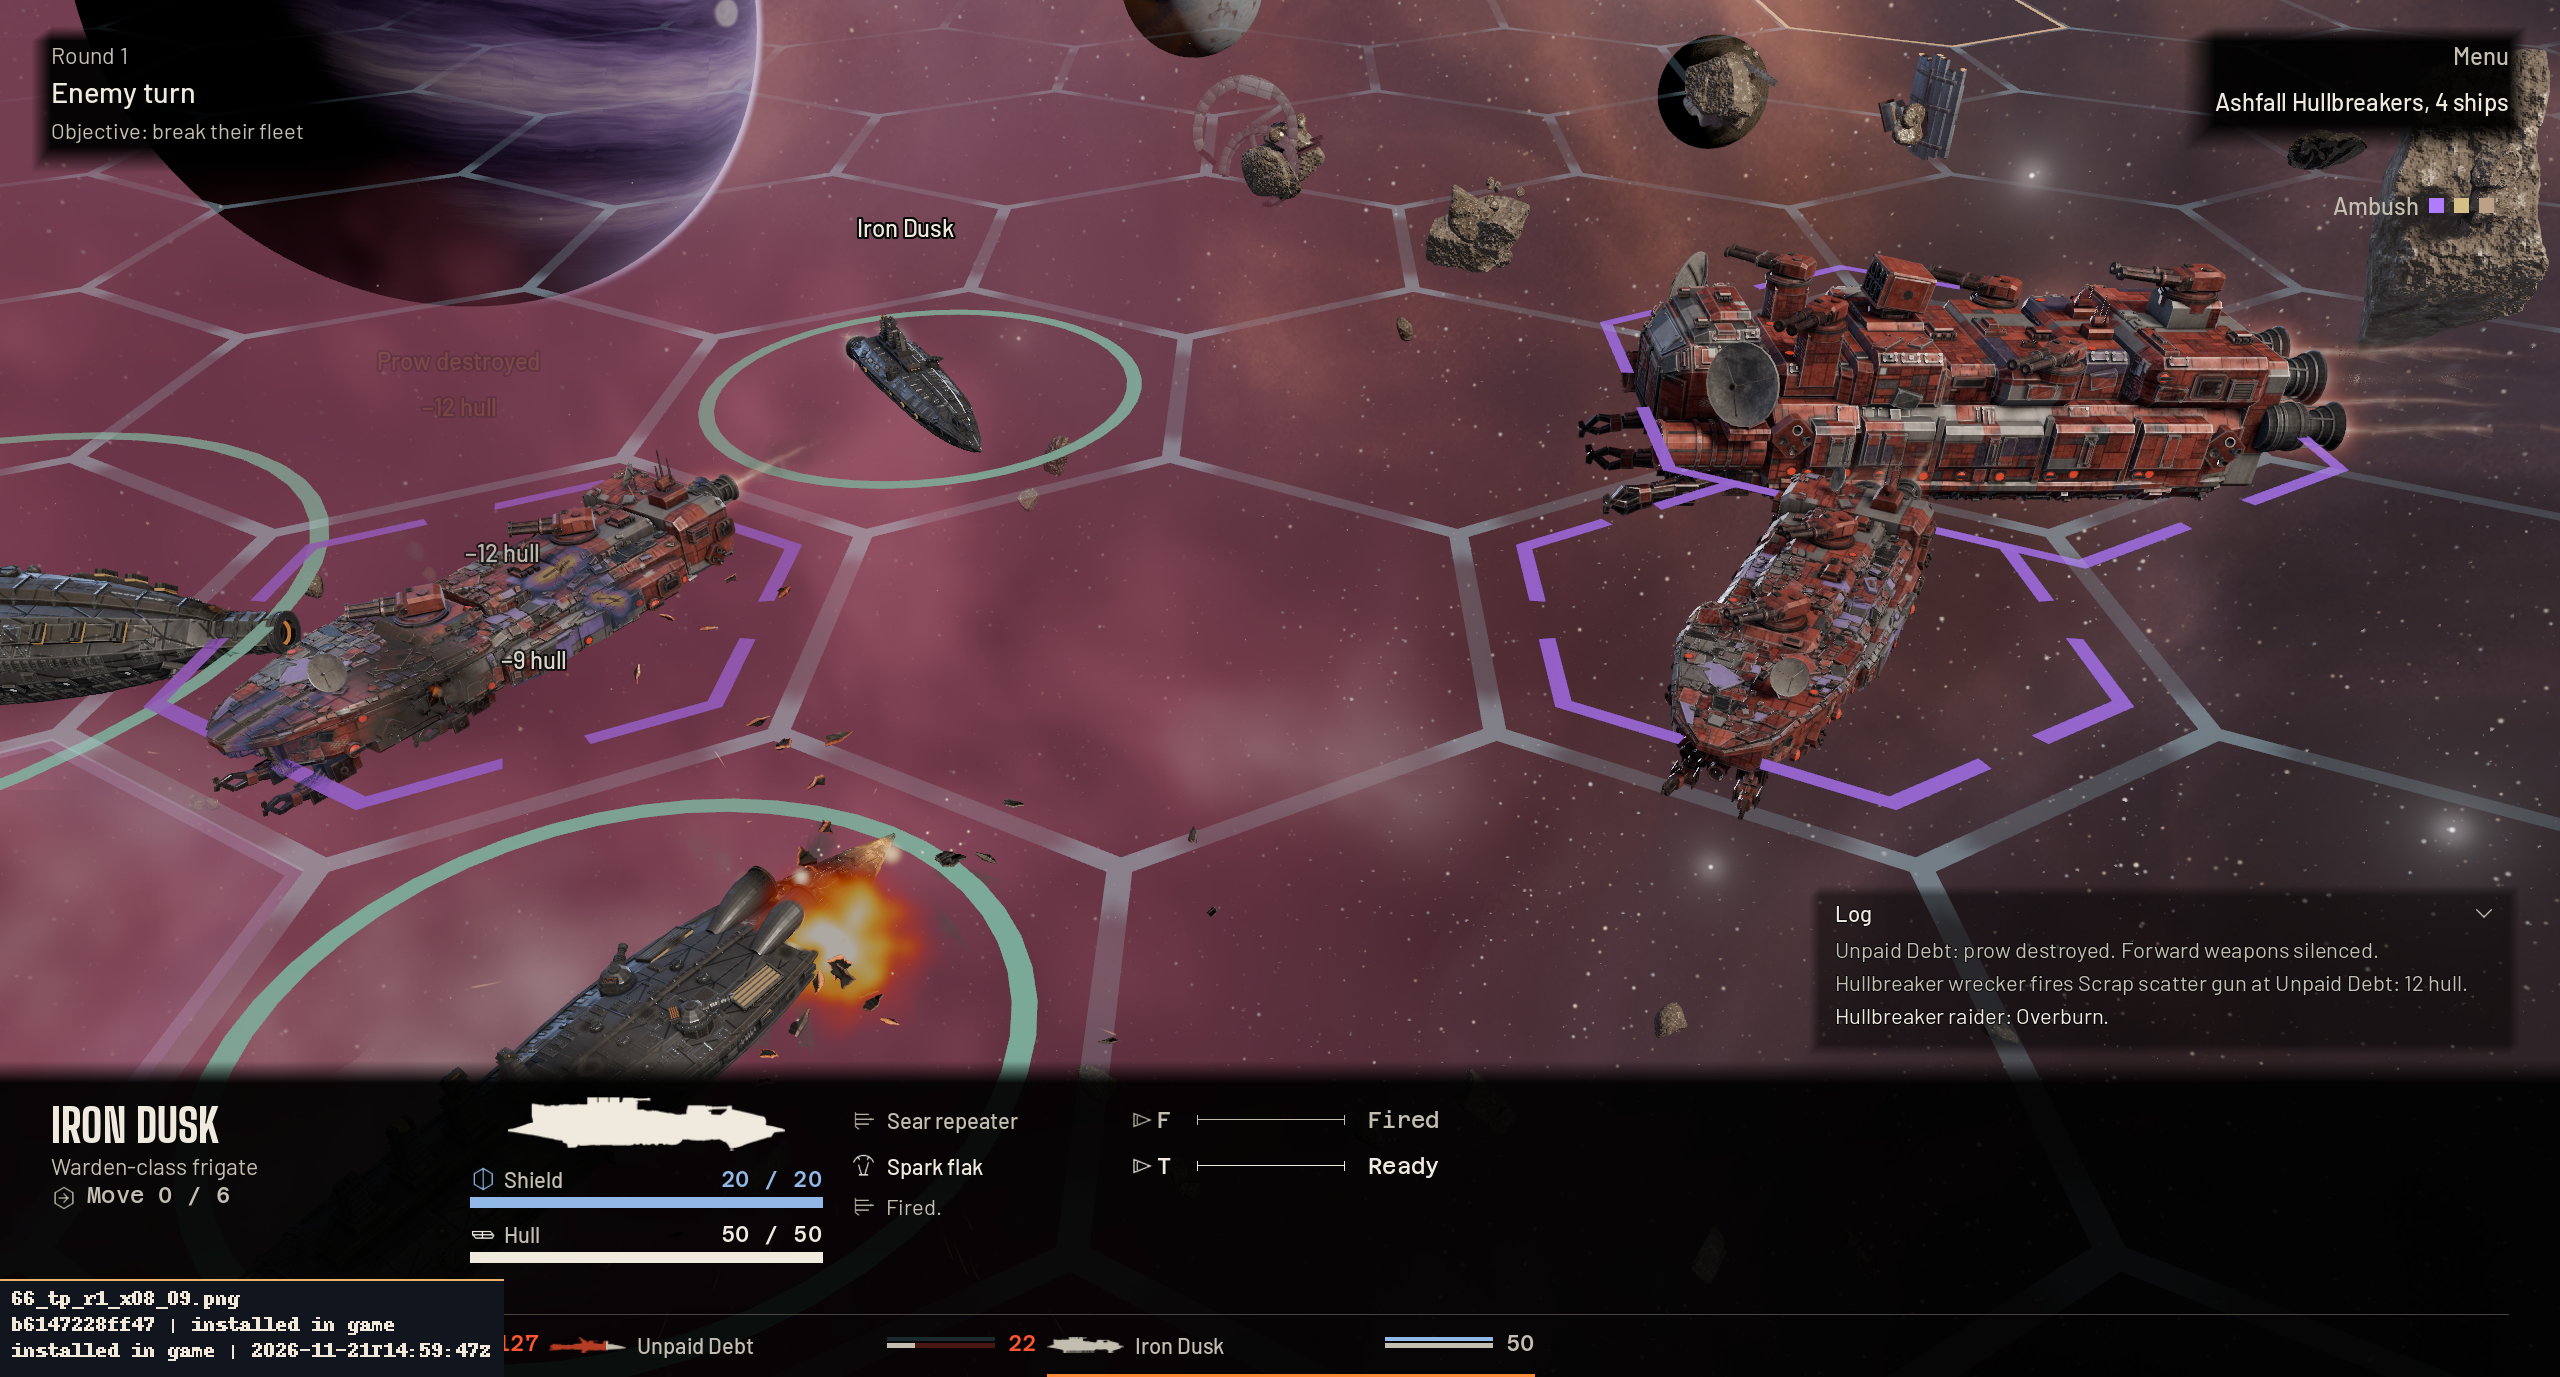 Round 1
Enemy turn
Objective: break their fleet
Menu
Ashfall Hullbreakers, 4 ships
Ambush
Iron Dusk
Prow destroyed
-12 hull
-12 hull
-9 hull
Log
Unpaid Debt: prow destroyed. Forward weapons silenced.
Hullbreaker wrecker fires Scrap scatter gun at Unpaid Debt: 12 hull.
Hullbreaker raider: Overburn.
IRON DUSK
Warden-class frigate
Move 0 / 6
Shield 20 / 20
Hull 50 / 50
Sear repeater F Fired
Spark flak T Ready
Fired.
66_tp_r1_x08_09.png
b6147228ff47 | installed in game
installed in game | 2026-11-21r14:59:47z
127 Unpaid Debt 22 Iron Dusk 50